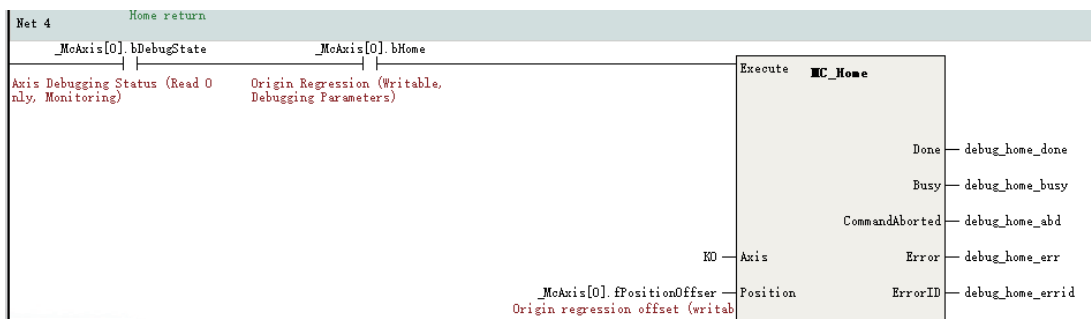 Net 4
Home return
_McAxis[0].bDebugState
_McAxis[0].bHome
Axis Debugging Status (Read O
nly, Monitoring)
Origin Regression (Writable,
Debugging Parameters)
Execute
MC_Home
Done
debug_home_done
Busy
debug_home_busy
CommandAborted
debug_home_abd
K0
Axis
Error
debug_home_err
_McAxis[0].fPositionOffser
Position
ErrorID
debug_home_errid
Origin regression offset (writab